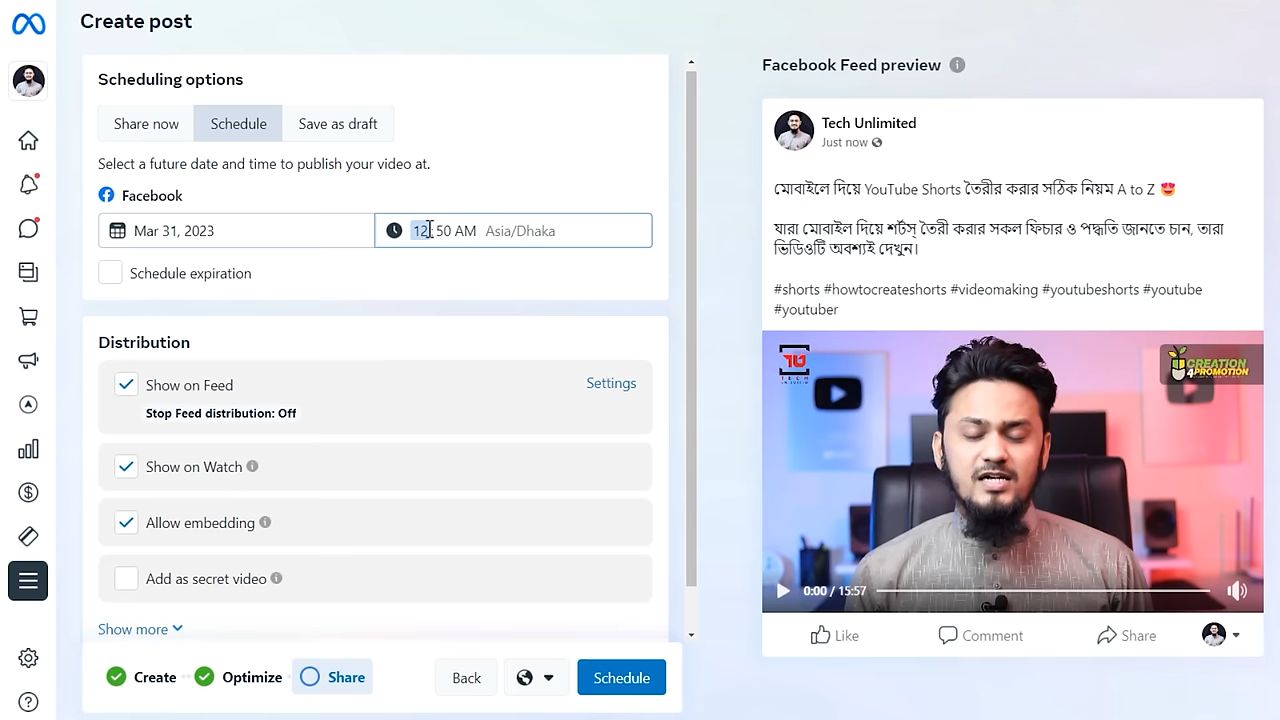 Create post
Scheduling options
Share now
Schedule
Save as draft
Select a future date and time to publish your video at.
Facebook
Mar 31, 2023
12:50 AM Asia/Dhaka
Schedule expiration
Distribution
Show on Feed
Settings
Stop Feed distribution: Off
Show on Watch
Allow embedding
Add as secret video
Show more
Create
Optimize
Share
Back
Schedule
Facebook Feed preview
Tech Unlimited
Just now
মোবাইলে দিয়ে YouTube Shorts তৈরীর করার সঠিক নিয়ম A to Z 😍
যারা মোবাইল দিয়ে শর্টস্ তৈরী করার সকল ফিচার ও পদ্ধতি জানতে চান, তারা
ভিডিওটি অবশ্যই দেখুন।
#shorts #howtocreateshorts #videomaking #youtubeshorts #youtube
#youtuber
CREATION
4PROMOTION
0:00 / 15:57
Like
Comment
Share